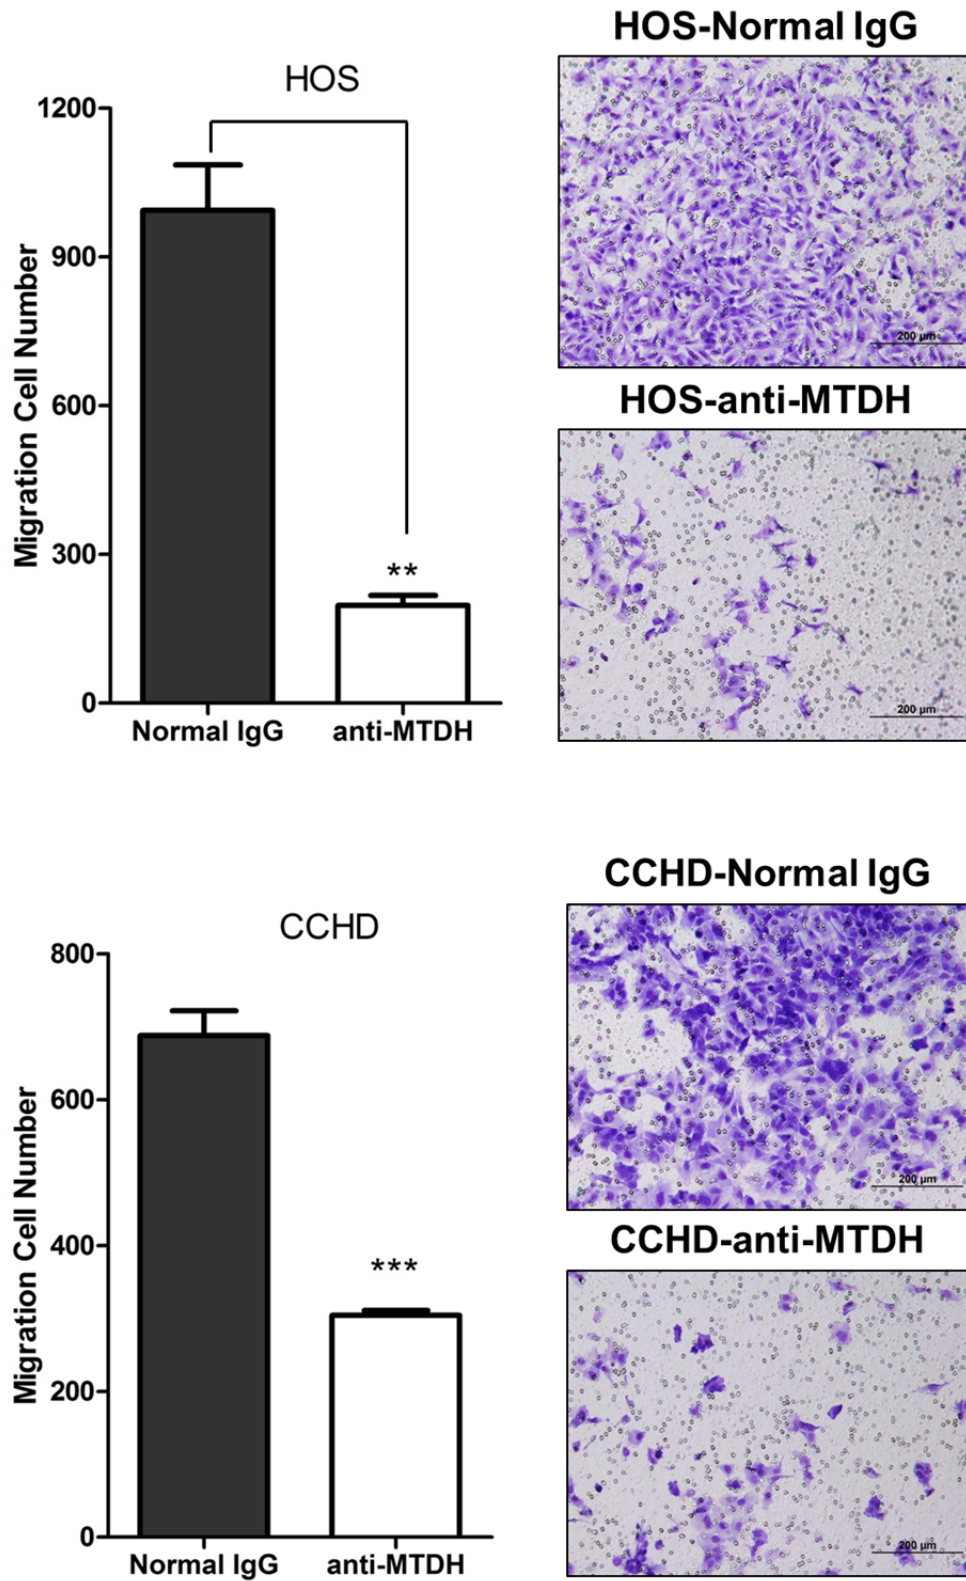 HOS
1200
900
600
300
0
Migration Cell Number
**
Normal IgG
anti-MTDH
HOS-Normal IgG
200 μm
HOS-anti-MTDH
200 μm
CCHD
800
600
400
200
0
Migration Cell Number
***
Normal IgG
anti-MTDH
CCHD-Normal IgG
200 μm
CCHD-anti-MTDH
200 μm